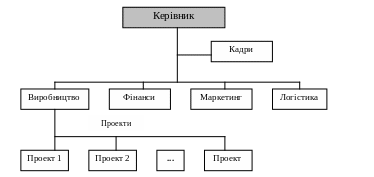 Керівник
Кадри
Виробництво
Фінанси
Маркетинг
Логістика
Проекти
Проект 1
Проект 2
...
Проект